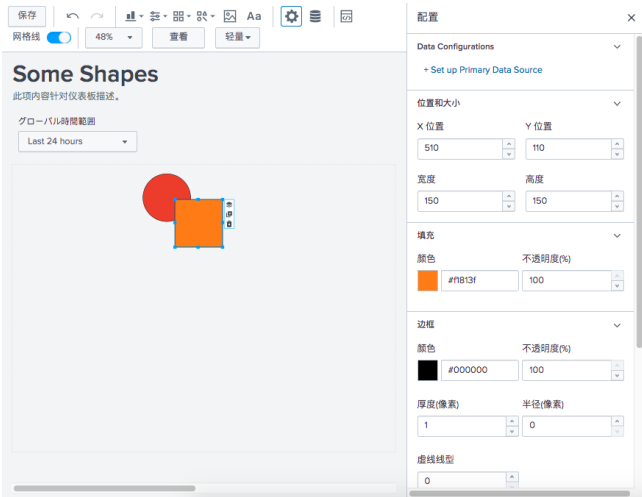 保存
Aa
网格线
48%
查看
轻量
Some Shapes
此项内容针对仪表板描述。
グローバル時間範囲
Last 24 hours
配置
Data Configurations
+ Set up Primary Data Source
位置和大小
X 位置
Y 位置
510
110
宽度
高度
150
150
填充
颜色
不透明度(%)
#f1813f
100
边框
颜色
不透明度(%)
#000000
100
厚度(像素)
半径(像素)
1
0
虚线线型
0